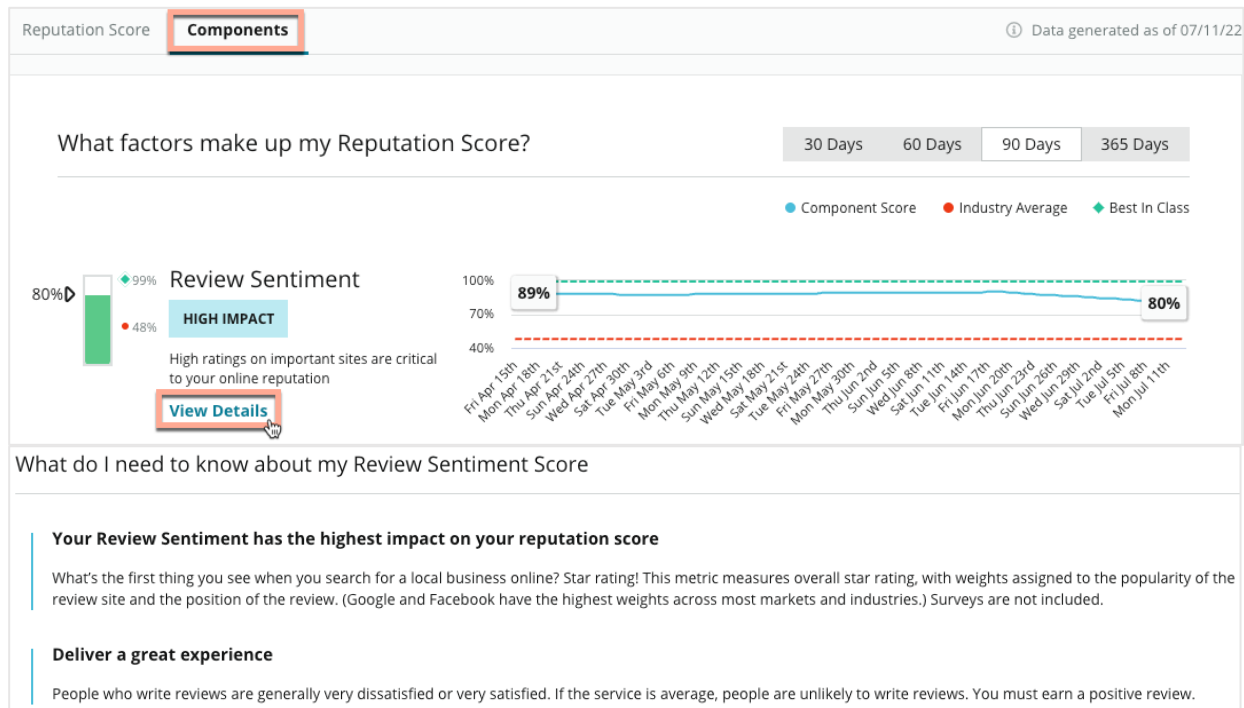 Reputation Score
Components
Data generated as of 07/11/22
What factors make up my Reputation Score?
30 Days
60 Days
90 Days
365 Days
Component Score
Industry Average
Best In Class
80%
99%
48%
Review Sentiment
HIGH IMPACT
High ratings on important sites are critical
to your online reputation
View Details
100%
70%
40%
89%
80%
Fri Apr 15th
Mon Apr 18th
Thu Apr 21st
Sun Apr 24th
Wed Apr 27th
Sat Apr 30th
Tue May 3rd
Fri May 6th
Mon May 9th
Thu May 12th
Sun May 15th
Wed May 18th
Sat May 21st
Tue May 24th
Fri May 27th
Mon May 30th
Thu Jun 2nd
Sun Jun 5th
Wed Jun 8th
Sat Jun 11th
Tue Jun 14th
Fri Jun 17th
Mon Jun 20th
Thu Jun 23rd
Sun Jun 26th
Wed Jun 29th
Sat Jul 2nd
Tue Jul 5th
Fri Jul 8th
Mon Jul 11th
What do I need to know about my Review Sentiment Score
Your Review Sentiment has the highest impact on your reputation score
What's the first thing you see when you search for a local business online? Star rating! This metric measures overall star rating, with weights assigned to the popularity of the
review site and the position of the review. (Google and Facebook have the highest weights across most markets and industries.) Surveys are not included.
Deliver a great experience
People who write reviews are generally very dissatisfied or very satisfied. If the service is average, people are unlikely to write reviews. You must earn a positive review.